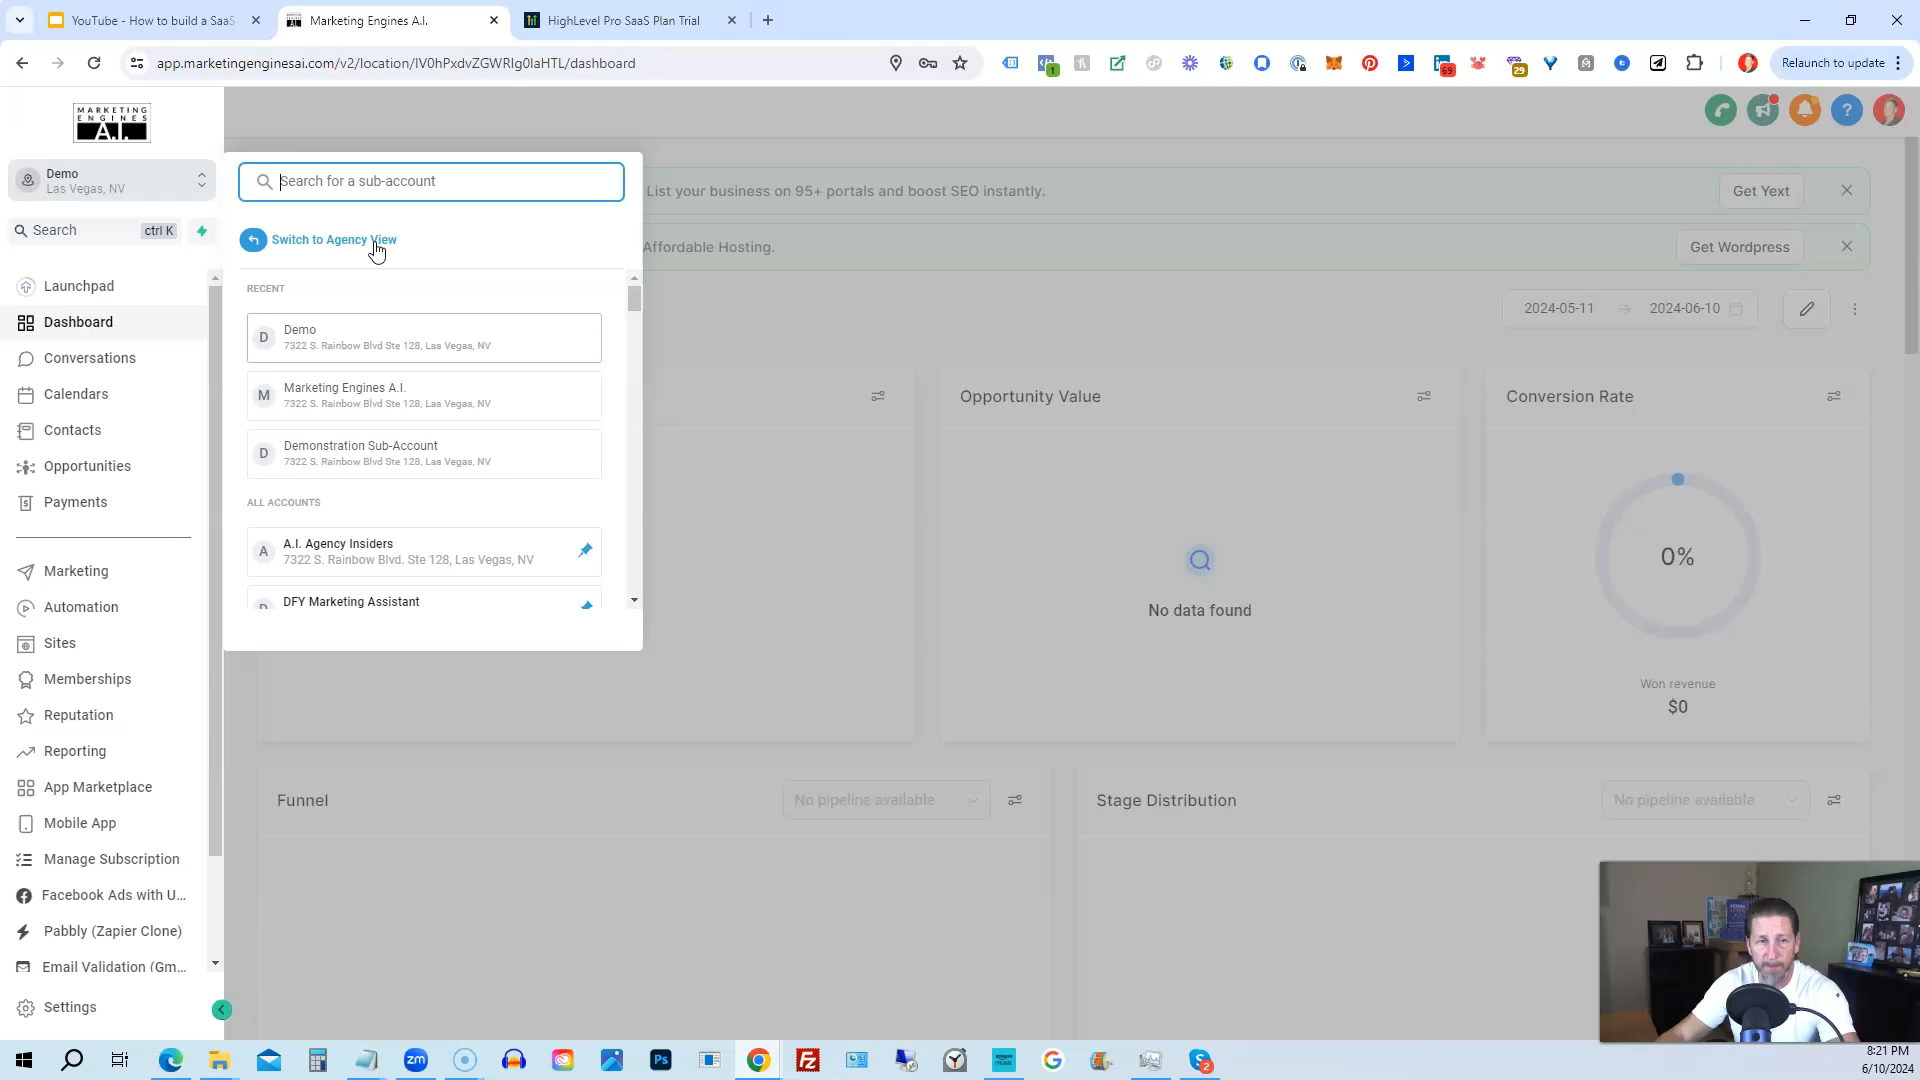 YouTube - How to build a SaaS
Marketing Engines A.I.
HighLevel Pro SaaS Plan Trial
app.marketingenginesai.com/v2/location/IV0hPxdvZGWRIg0IaHTL/dashboard
1
69
29
Relaunch to update
MARKETING
ENGINES
A.I.
Demo
Las Vegas, NV
Search
ctrl K
Launchpad
Dashboard
Conversations
Calendars
Contacts
Opportunities
Payments
Marketing
Automation
Sites
Memberships
Reputation
Reporting
App Marketplace
Mobile App
Manage Subscription
Facebook Ads with U...
Pabbly (Zapier Clone)
Email Validation (Gm...
Settings
Search for a sub-account
Switch to Agency View
RECENT
D
Demo
7322 S. Rainbow Blvd Ste 128, Las Vegas, NV
M
Marketing Engines A.I.
7322 S. Rainbow Blvd Ste 128, Las Vegas, NV
D
Demonstration Sub-Account
7322 S. Rainbow Blvd Ste 128, Las Vegas, NV
ALL ACCOUNTS
A
A.I. Agency Insiders
7322 S. Rainbow Blvd. Ste 128, Las Vegas, NV
D
DFY Marketing Assistant
List your business on 95+ portals and boost SEO instantly.
Get Yext
Affordable Hosting.
Get Wordpress
2024-05-11
2024-06-10
Opportunity Value
No data found
Conversion Rate
0%
Won revenue
$0
Funnel
No pipeline available
Stage Distribution
No pipeline available
zm
Ps
2
8:21 PM
6/10/2024